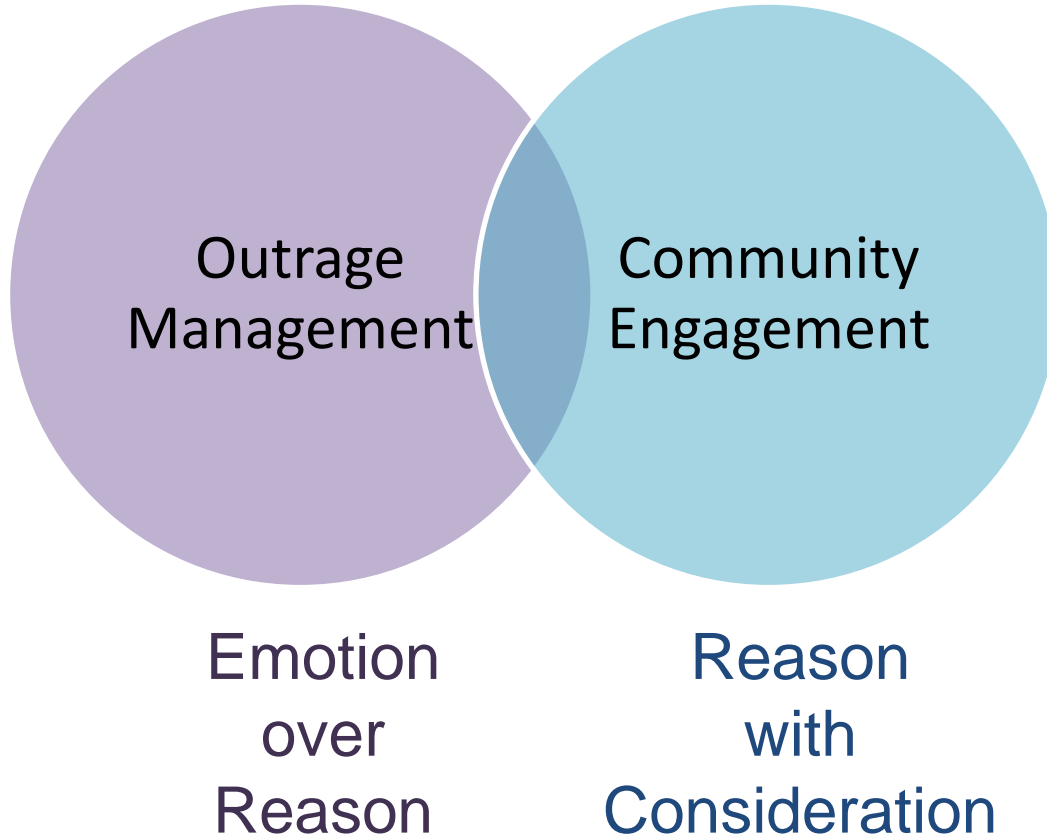 Outrage
Management
Community
Engagement
Emotion
over
Reason
Reason
with
Consideration